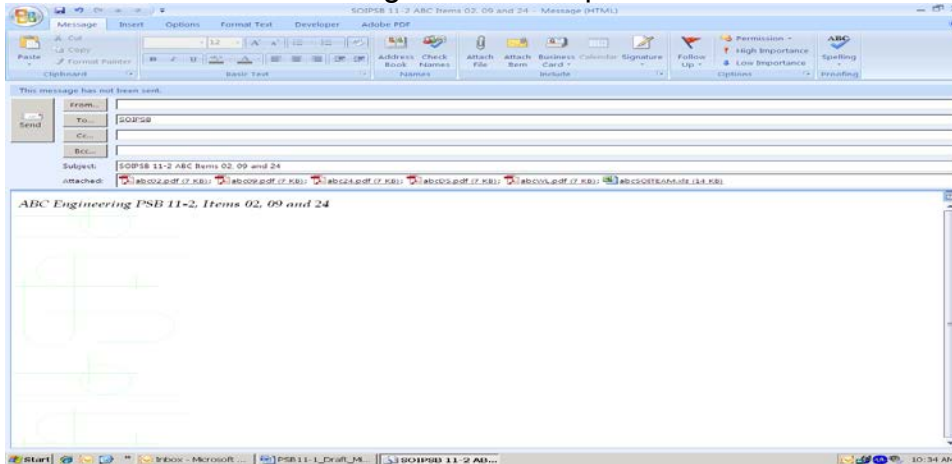 SOIPSB 11-2 ABC Items 02, 09 and 24 - Message (HTML)
Message Insert Options Format Text Developer Adobe PDF
Paste
Cut
Copy
Format Painter
Clipboard
12
Basic Text
Address Book
Check Names
Names
Attach File
Attach Item
Business Card
Calendar
Signature
Include
Follow Up
Permission
High Importance
Low Importance
Options
ABC
Spelling
Proofing
This message has not been sent.
Send
From...
To... SOIPSB
Cc...
Bcc...
Subject: SOIPSB 11-2 ABC Items 02, 09 and 24
Attached: abc02.pdf (7 KB); abc09.pdf (7 KB); abc24.pdf (7 KB); abcDS.pdf (7 KB); abcWL.pdf (7 KB); abcSOITEAM.xls (14 KB)
ABC Engineering PSB 11-2, Items 02, 09 and 24
Start
Inbox - Microsoft ...
PSB11-1_Draft_Mi...
SOIPSB 11-2 AB...
10:34 AM